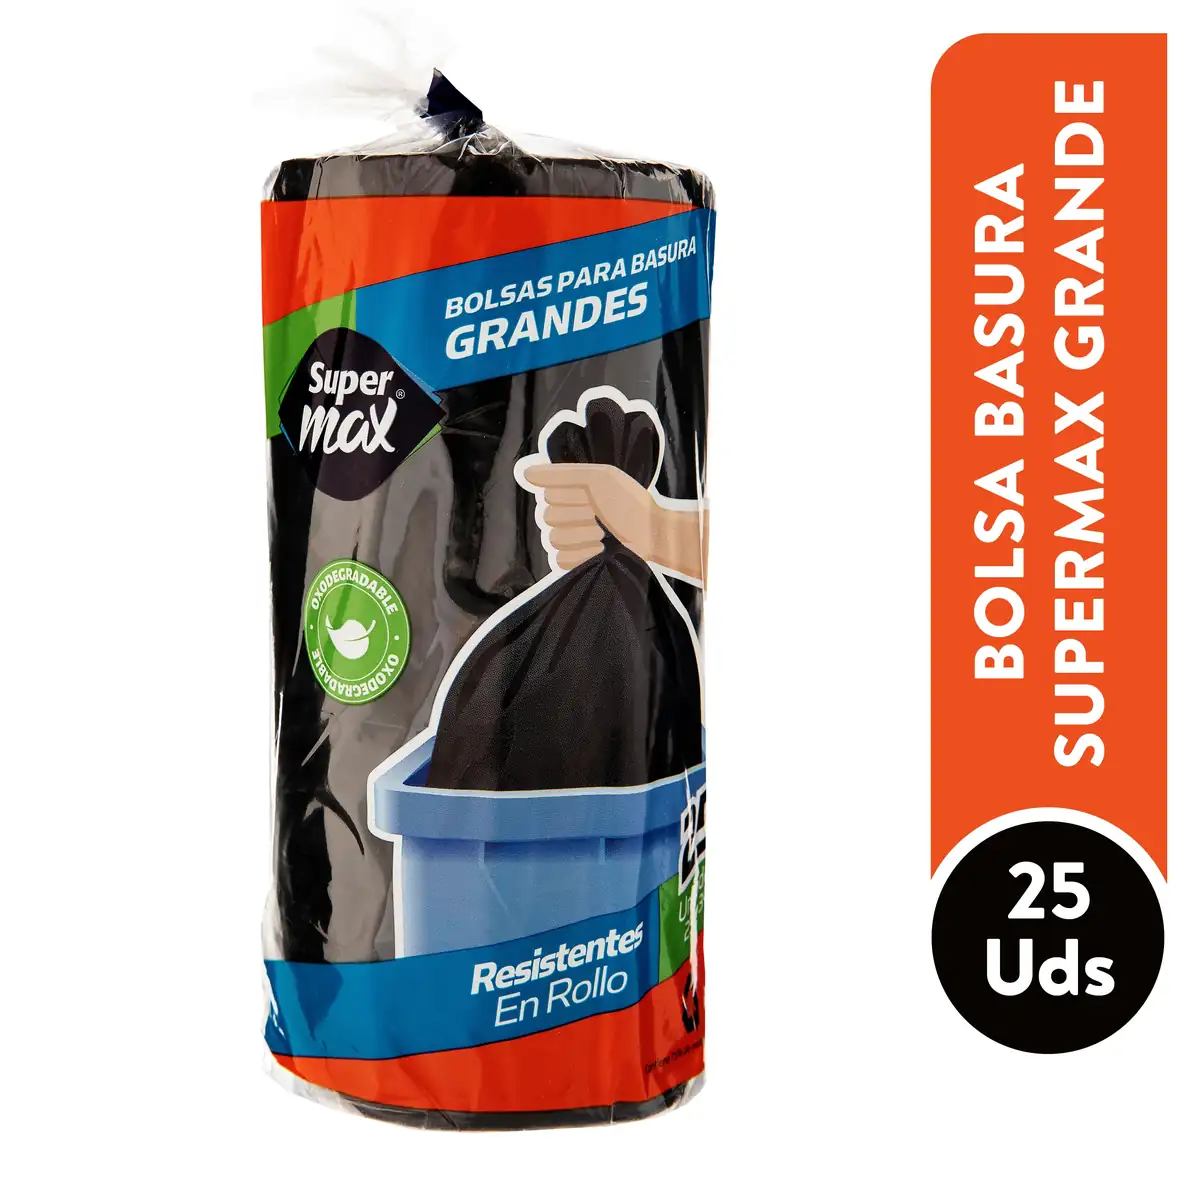 BOLSAS PARA BASURA
GRANDES
Super
max®
OXODEGRADABLE
OXODEGRADABLE
Resistentes
En Rollo
BOLSA BASURA
SUPERMAX GRANDE
25
Uds